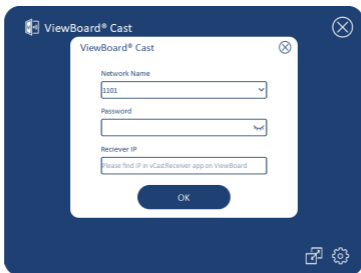 ViewBoard® Cast
ViewBoard® Cast
Network Name
1101
Password
Reciever IP
Please find IP in vCastReceiver app on ViewBoard
OK